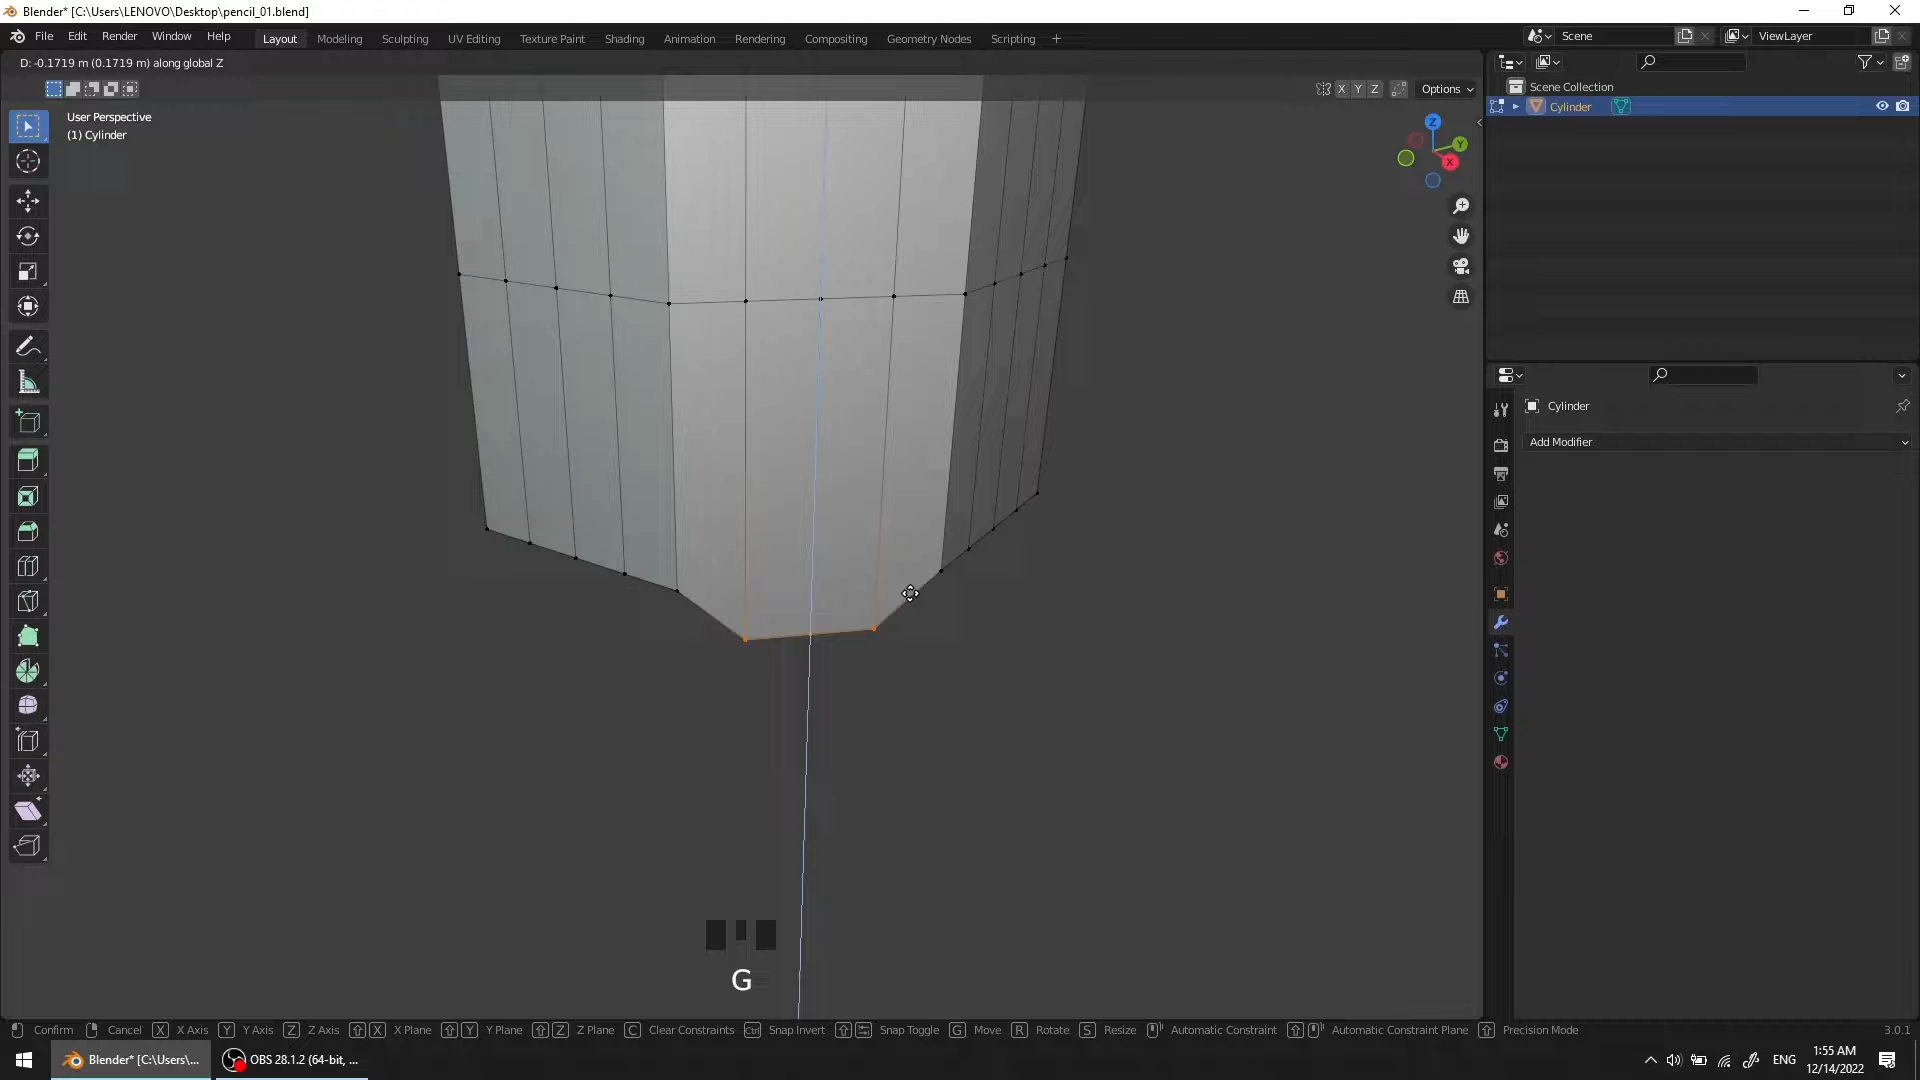 Blender* [C:\Users\LENOVO\Desktop\pencil_01.blend]
File Edit Render Window Help Layout Modeling Sculpting UV Editing Texture Paint Shading Animation Rendering Compositing Geometry Nodes Scripting + Scene ViewLayer
D: -0.1719 m (0.1719 m) along global Z
X Y Z Options
Scene Collection
Cylinder
User Perspective
(1) Cylinder
Z
Y
X
Cylinder
Add Modifier
G
Confirm Cancel X X Axis Y Y Axis Z Z Axis X X Plane Y Y Plane Z Z Plane C Clear Constraints Ctrl Snap Invert Snap Toggle G Move R Rotate S Resize Automatic Constraint Automatic Constraint Plane Precision Mode 3.0.1
Blender* [C:\Users\... OBS 28.1.2 (64-bit, ... ENG 1:55 AM
12/14/2022